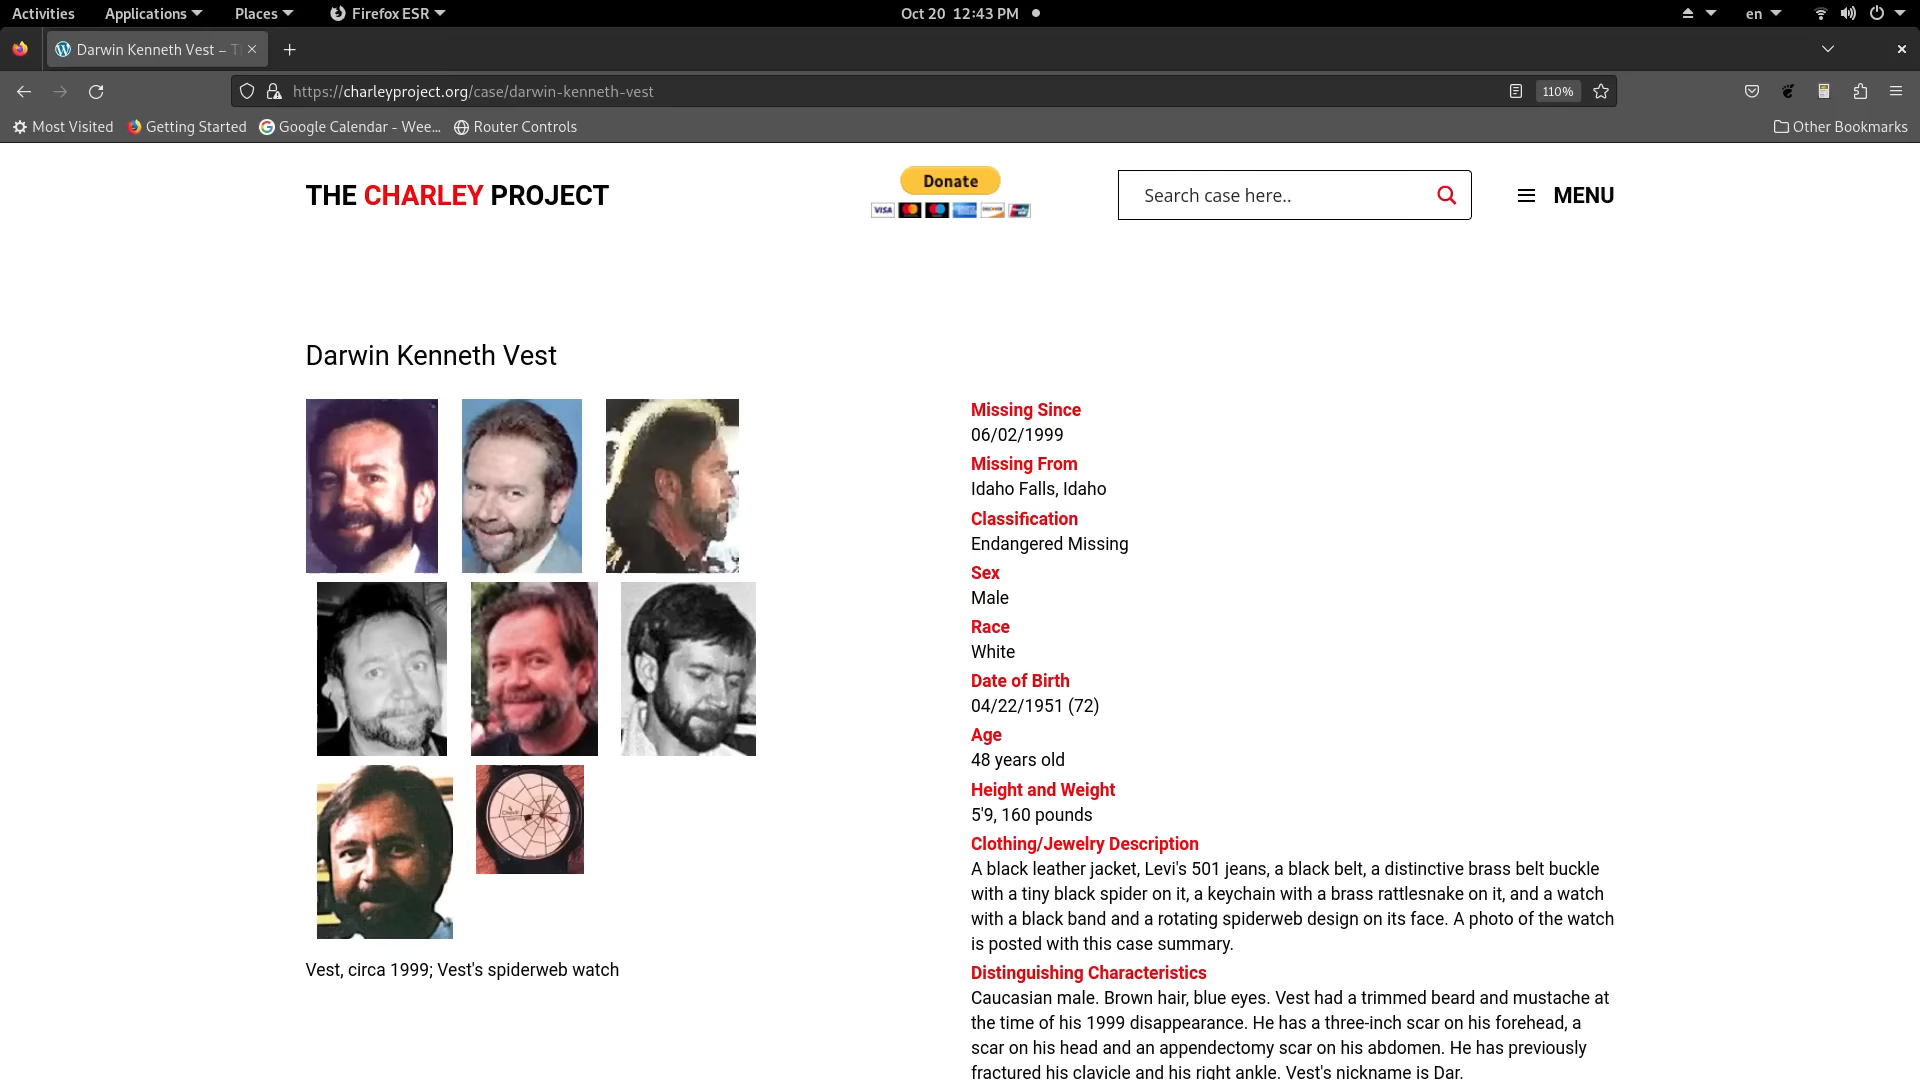 Activities Applications Places Firefox ESR Oct 20 12:43 PM en
Darwin Kenneth Vest –
https://charleyproject.org/case/darwin-kenneth-vest 110%
Most Visited Getting Started Google Calendar - Wee... Router Controls Other Bookmarks
THE CHARLEY PROJECT
Donate
VISA
Search case here..
MENU
Darwin Kenneth Vest
Vest, circa 1999; Vest's spiderweb watch
Missing Since
06/02/1999
Missing From
Idaho Falls, Idaho
Classification
Endangered Missing
Sex
Male
Race
White
Date of Birth
04/22/1951 (72)
Age
48 years old
Height and Weight
5'9, 160 pounds
Clothing/Jewelry Description
A black leather jacket, Levi's 501 jeans, a black belt, a distinctive brass belt buckle
with a tiny black spider on it, a keychain with a brass rattlesnake on it, and a watch
with a black band and a rotating spiderweb design on its face. A photo of the watch
is posted with this case summary.
Distinguishing Characteristics
Caucasian male. Brown hair, blue eyes. Vest had a trimmed beard and mustache at
the time of his 1999 disappearance. He has a three-inch scar on his forehead, a
scar on his head and an appendectomy scar on his abdomen. He has previously
fractured his clavicle and his right ankle. Vest's nickname is Dar.